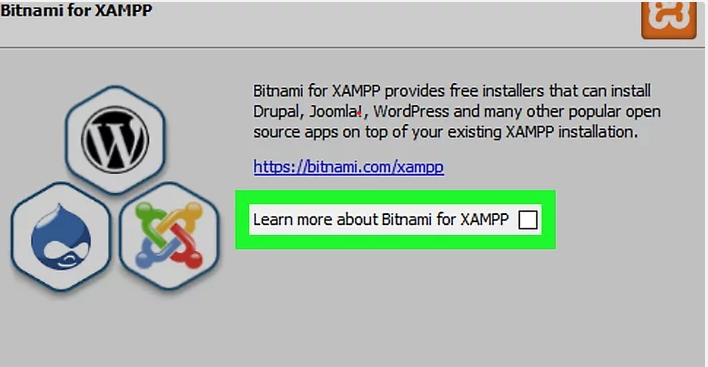 Bitnami for XAMPP
Bitnami for XAMPP provides free installers that can install
Drupal, Joomla!, WordPress and many other popular open
source apps on top of your existing XAMPP installation.
https://bitnami.com/xampp
Learn more about Bitnami for XAMPP